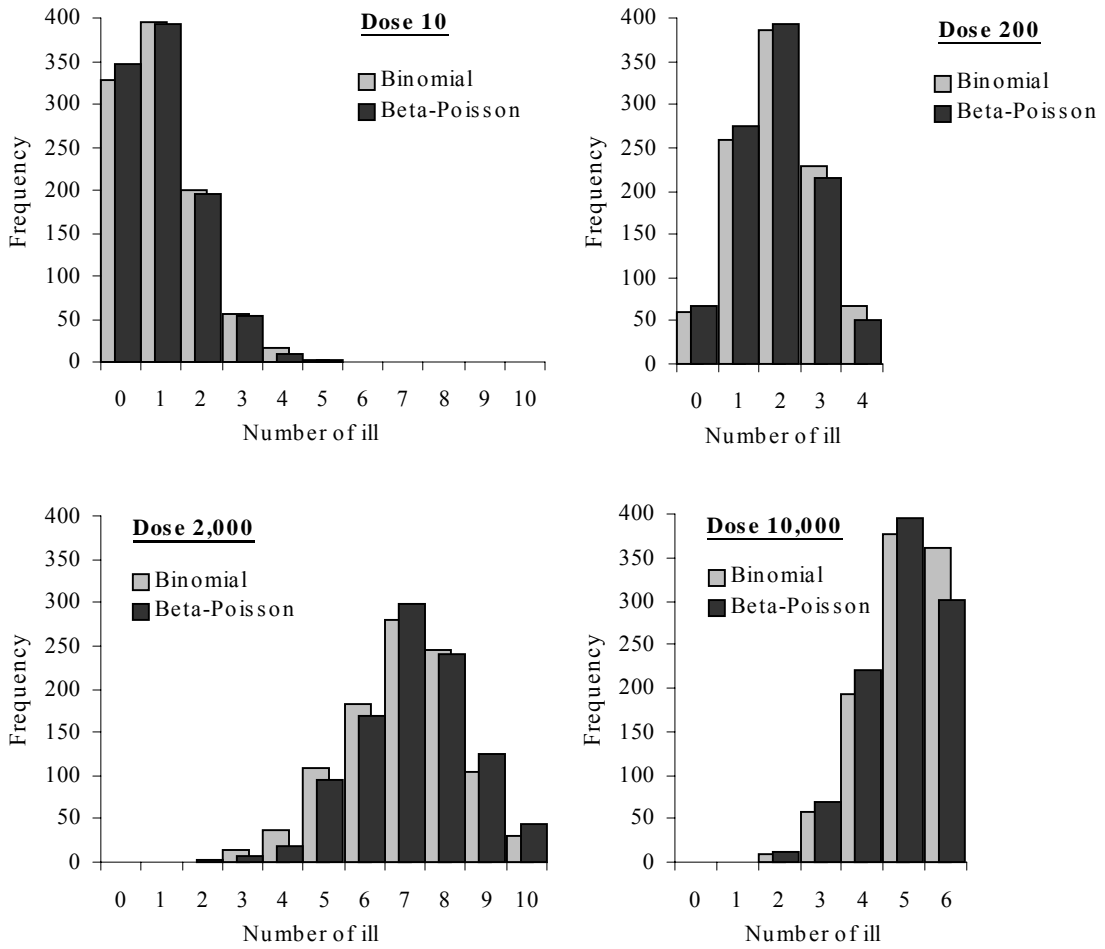 Dose 10
Binomial
Beta-Poisson
Frequency
400
350
300
250
200
150
100
50
0
0 1 2 3 4 5 6 7 8 9 10
Number of ill
Dose 200
Binomial
Beta-Poisson
Frequency
400
350
300
250
200
150
100
50
0
0 1 2 3 4
Number of ill
Dose 2,000
Binomial
Beta-Poisson
Frequency
400
350
300
250
200
150
100
50
0
0 1 2 3 4 5 6 7 8 9 10
Number of ill
Dose 10,000
Binomial
Beta-Poisson
Frequency
400
350
300
250
200
150
100
50
0
0 1 2 3 4 5 6
Number of ill